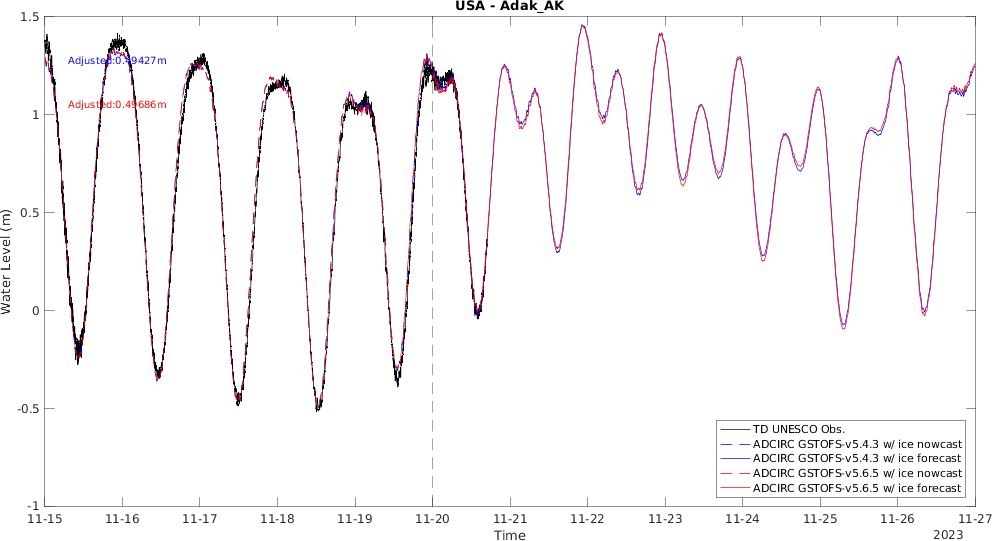 USA - Adak_AK
1.5
1
0.5
0
-0.5
-1
Water Level (m)
Adjusted:0.49427m
Adjusted:0.49686m
TD UNESCO Obs.
ADCIRC GSTOFS-v5.4.3 w/ ice nowcast
ADCIRC GSTOFS-v5.4.3 w/ ice forecast
ADCIRC GSTOFS-v5.6.5 w/ ice nowcast
ADCIRC GSTOFS-v5.6.5 w/ ice forecast
11-15 11-16 11-17 11-18 11-19 11-20 11-21 11-22 11-23 11-24 11-25 11-26 11-27
Time
2023